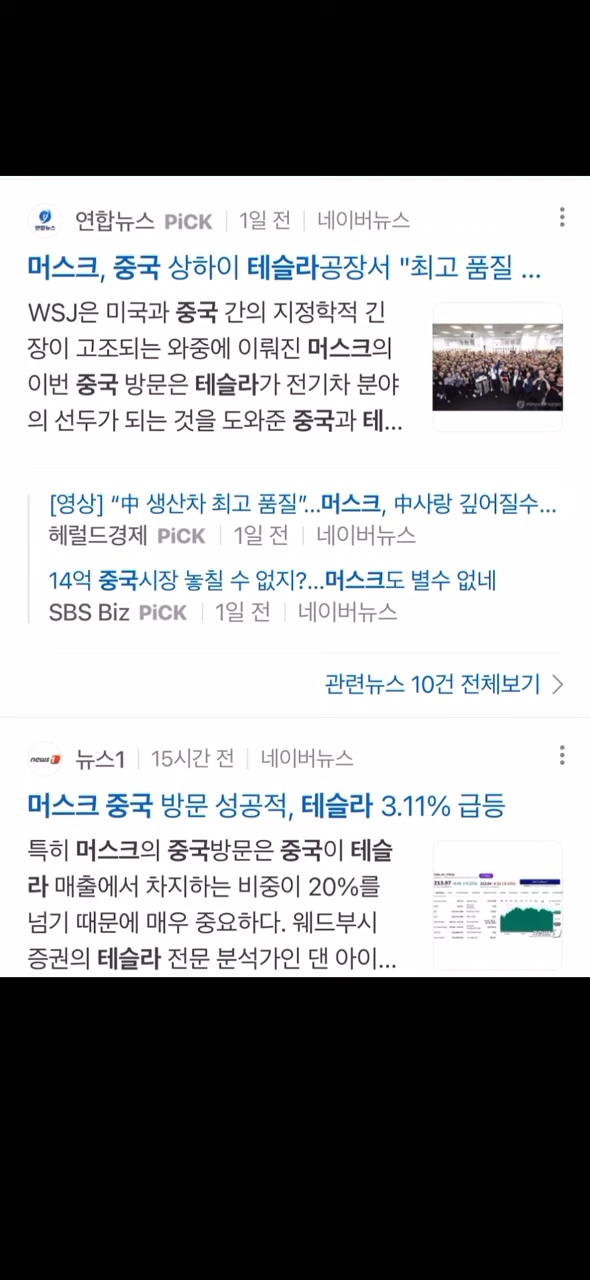 연합뉴스 PiCK 1일 전 네이버뉴스
머스크, 중국 상하이 테슬라공장서 "최고 품질 ...
WSJ은 미국과 중국 간의 지정학적 긴
장이 고조되는 와중에 이뤄진 머스크의
이번 중국 방문은 테슬라가 전기차 분야
의 선두가 되는 것을 도와준 중국과 테...
[영상] “中 생산차 최고 품질”...머스크, 中사랑 깊어질수...
헤럴드경제 PiCK 1일 전 네이버뉴스
14억 중국시장 놓칠 수 없지?...머스크도 별수 없네
SBS Biz PiCK 1일 전 네이버뉴스
관련뉴스 10건 전체보기
news1 뉴스1 15시간 전 네이버뉴스
머스크 중국 방문 성공적, 테슬라 3.11% 급등
특히 머스크의 중국방문은 중국이 테슬
라 매출에서 차지하는 비중이 20%를
넘기 때문에 매우 중요하다. 웨드부시
증권의 테슬라 전문 분석가인 댄 아이...